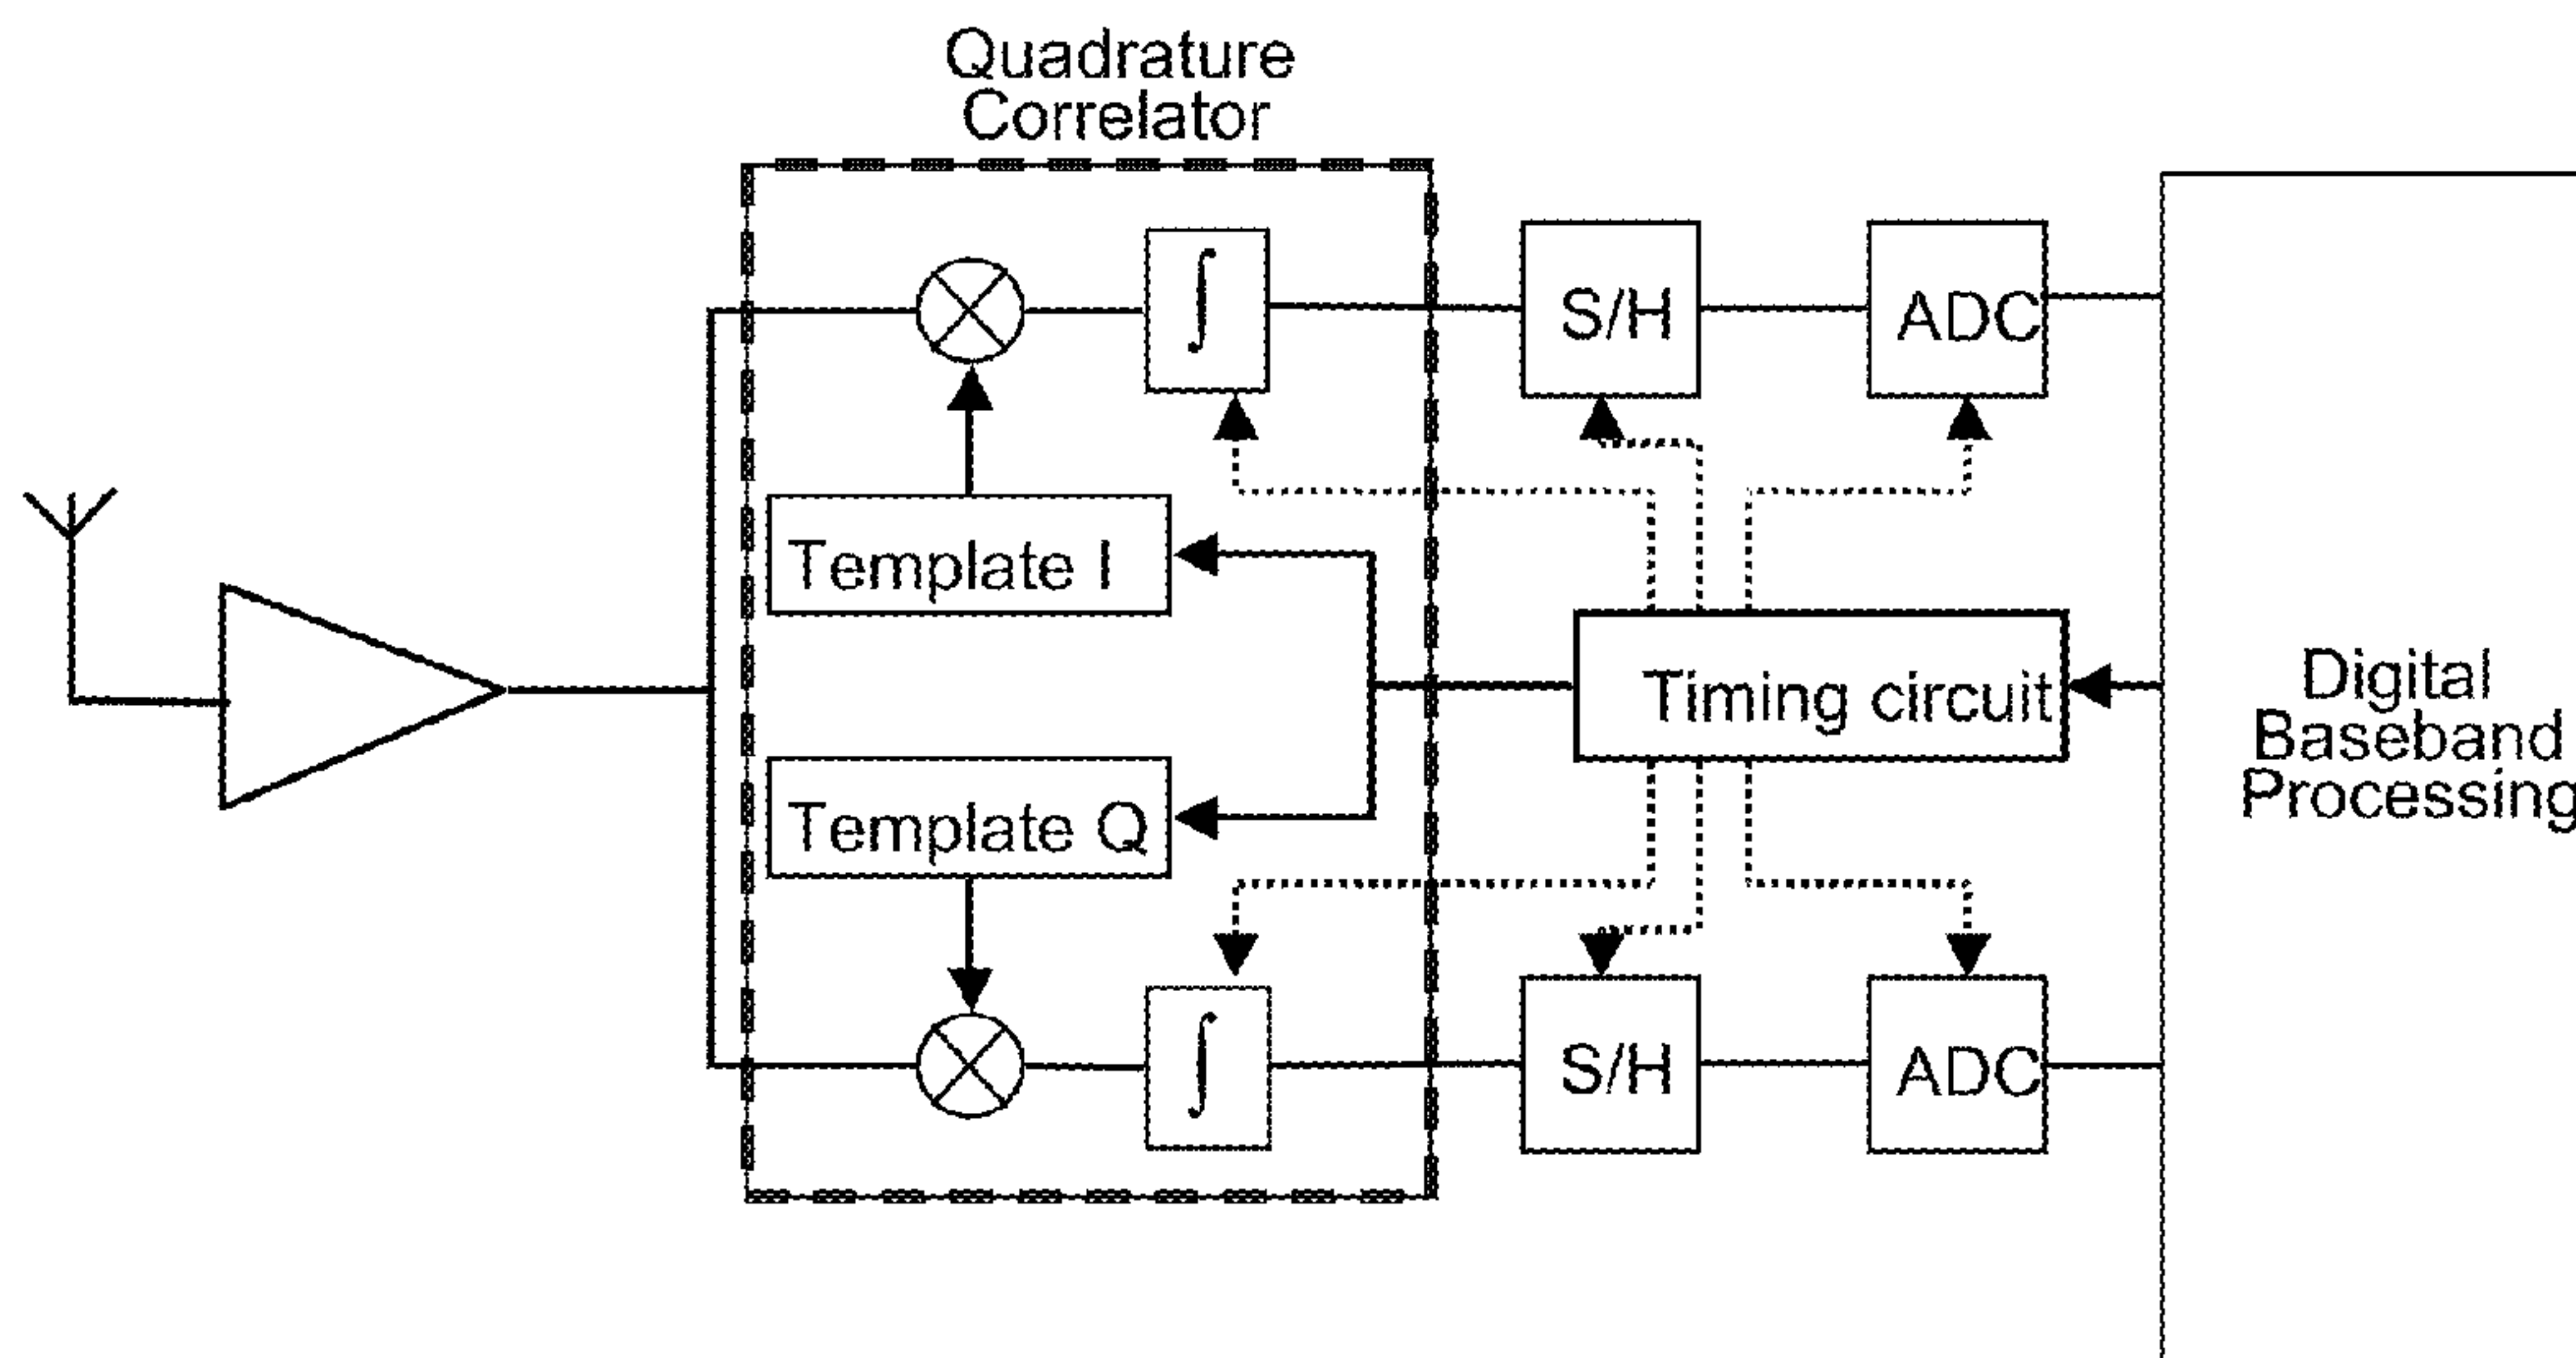 Quadrature
Correlator
∫
S/H
ADC
Template I
Timing circuit
Digital
Baseband
Processing
Template Q
∫
S/H
ADC